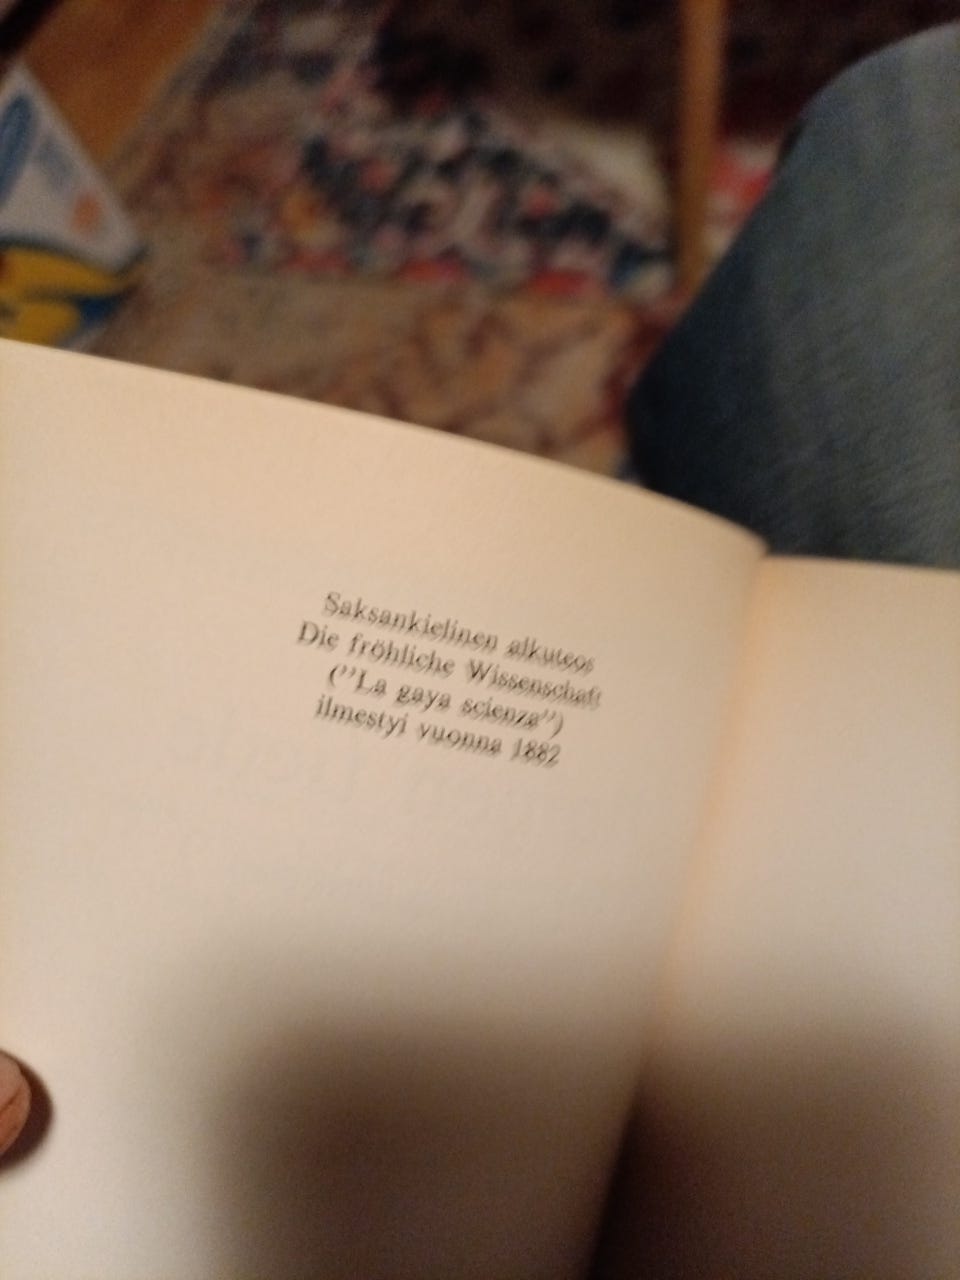 Saksankielinen alkuteos
Die fröhliche Wissenschaft
(”La gaya scienza”)
ilmestyi vuonna 1882